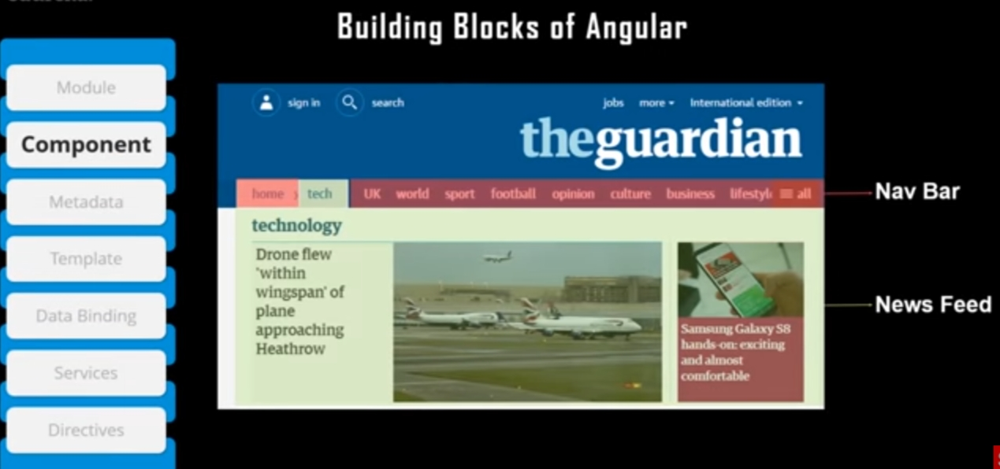 Building Blocks of Angular
Module
Component
Metadata
Template
Data Binding
Services
Directives
sign in search jobs more International edition
theguardian
home tech UK world sport football opinion culture business lifestyl all
Nav Bar
technology
Drone flew
'within
wingspan' of
plane
approaching
Heathrow
News Feed
Samsung Galaxy S8
hands-on: exciting
and almost
comfortable